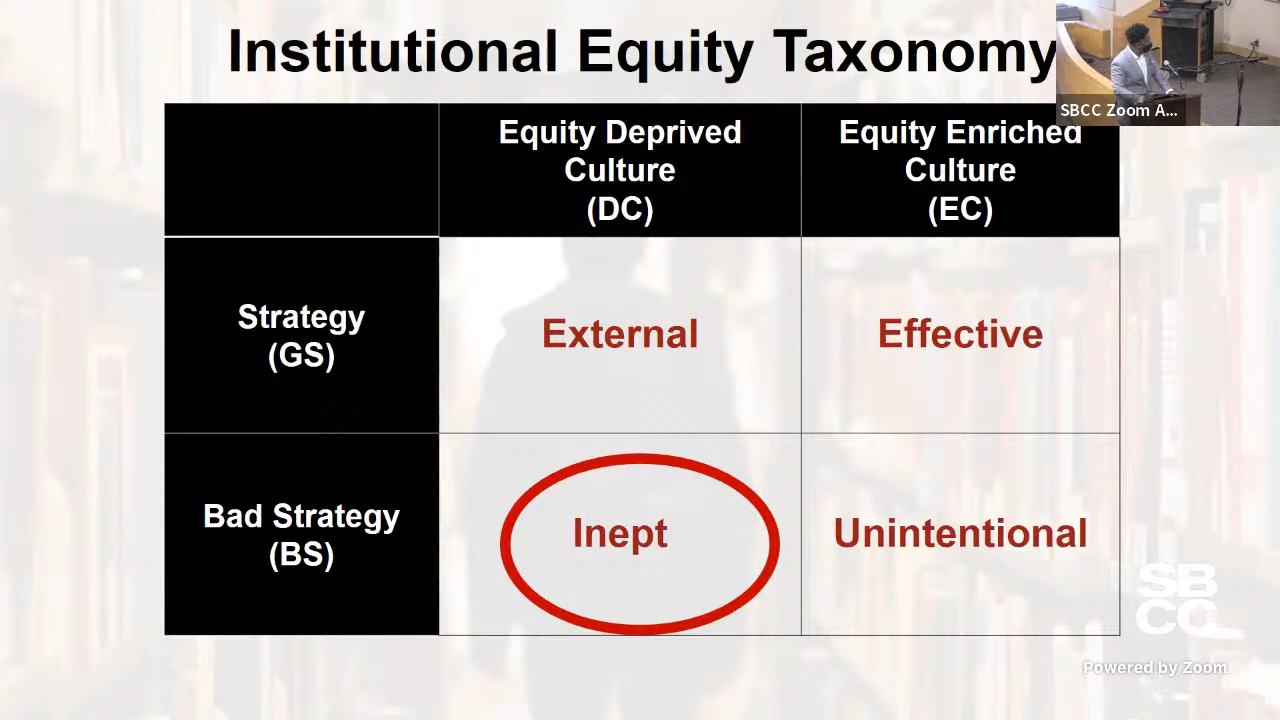 Institutional Equity Taxonomy
SBCC Zoom A...
Equity Deprived
Culture
(DC)
Equity Enriched
Culture
(EC)
Strategy
(GS)
External
Effective
Bad Strategy
(BS)
Inept
Unintentional
SB
CC
Powered by Zoom